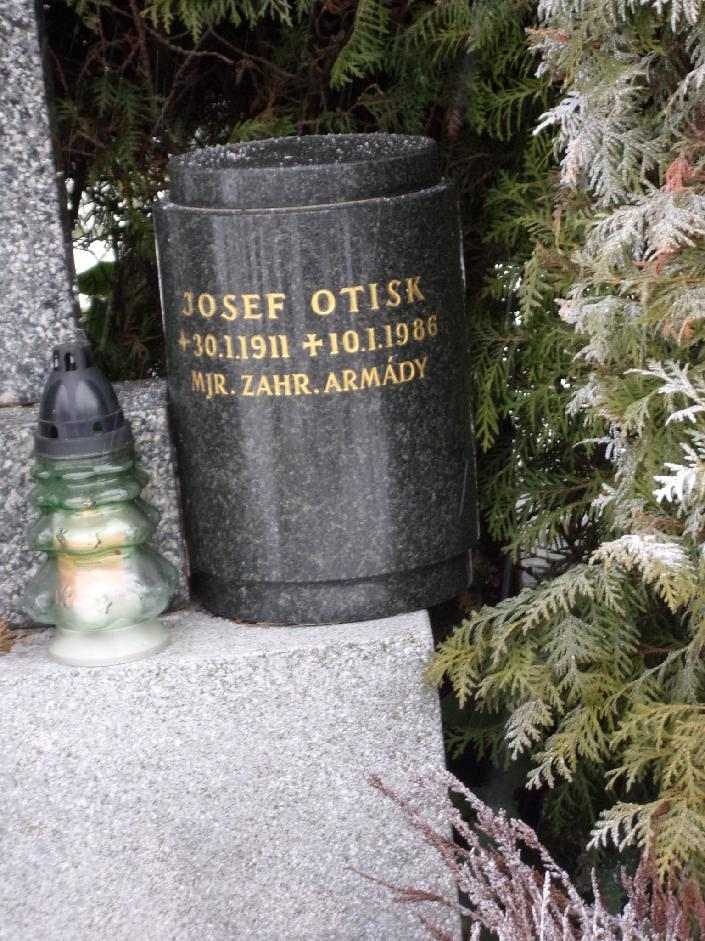 JOSEF OTISK
+30.1.1911 +10.1.1986
MJR. ZAHR. ARMÁDY